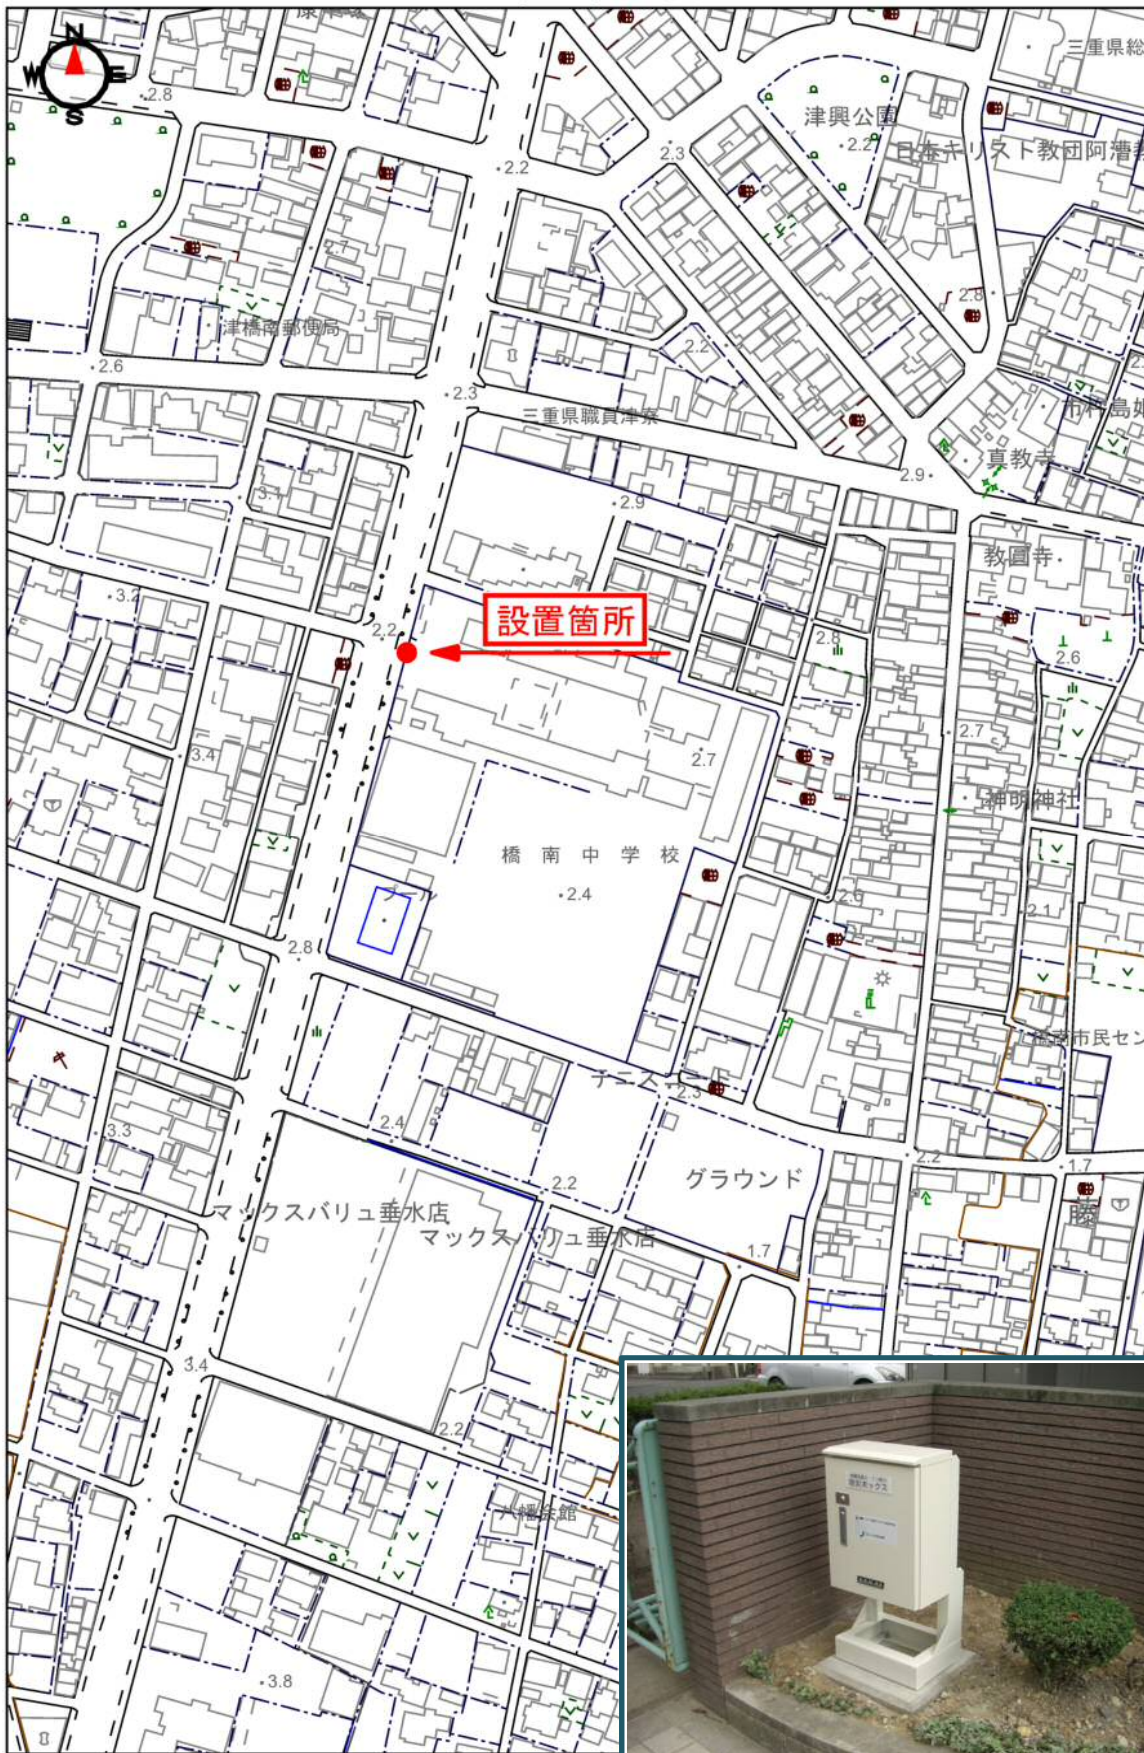 N
W
E
S
三重県総
津興公園
2.8
2.2
2.3
2.2
日本キリスト教団阿漕
2.7
2.8
津橋南郵便局
2.2
2.6
2.3
三重県職員津寮
市杵島姫
真教寺
2.9
3.1
2.9
教圓寺
3.2
設置箇所
2.2
2.8
2.6
2.7
3.4
2.7
神明神社
橋南中学校
2.4
プール
2.6
2.1
2.8
橋南市民セン
テニスコート
2.3
2.4
3.3
2.2
1.7
グラウンド
2.2
藤
マックスバリュ垂水店
マックスバリュ垂水店
1.7
3.4
2.2
八幡会館
3.8